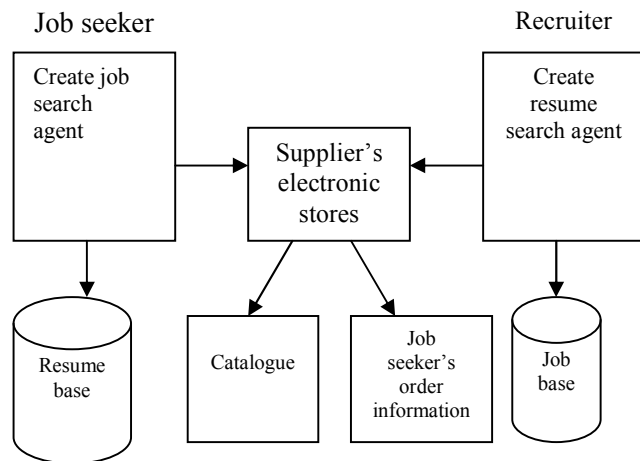 Job seeker
Recruiter
Create job
search
agent
Create
resume
search agent
Supplier's
electronic
stores
Resume
base
Catalogue
Job
seeker's
order
information
Job
base